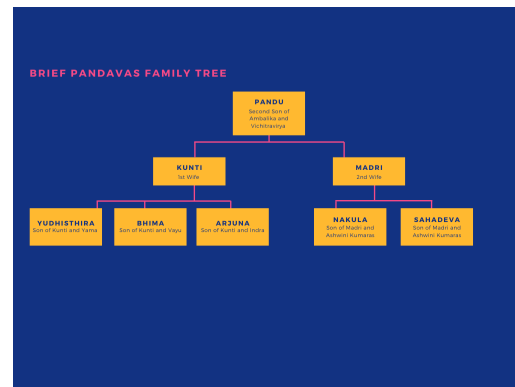 BRIEF PANDAVAS FAMILY TREE
PANDU
Second Son of
Ambalika and
Vichitravirya
KUNTI
1st Wife
MADRI
2nd Wife
YUDHISTHIRA
Son of Kunti and Yama
BHIMA
Son of Kunti and Vayu
ARJUNA
Son of Kunti and Indra
NAKULA
Son of Madri and
Ashwini Kumaras
SAHADEVA
Son of Madri and
Ashwini Kumaras